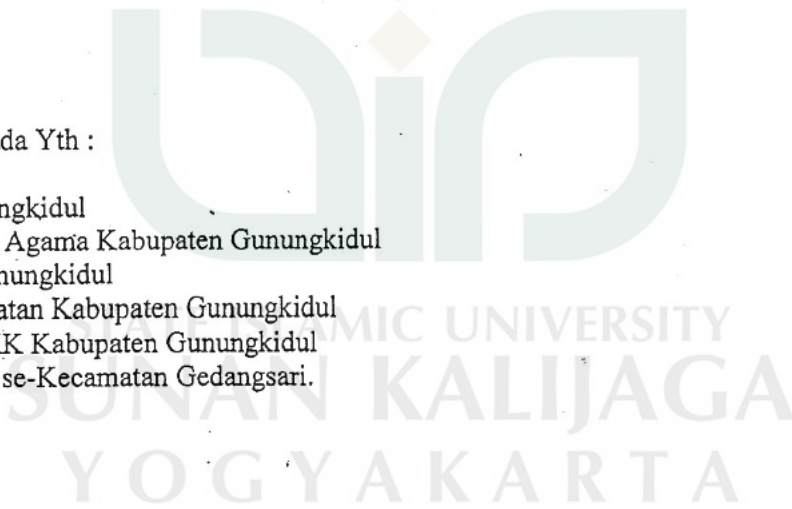 da Yth :
ngkidul
Agama Kabupaten Gunungkidul
nungkidul
atan Kabupaten Gunungkidul
K Kabupaten Gunungkidul
se-Kecamatan Gedangsari.
STATE ISLAMIC UNIVERSITY
SUNAN KALIJAGA
YOGYAKARTA